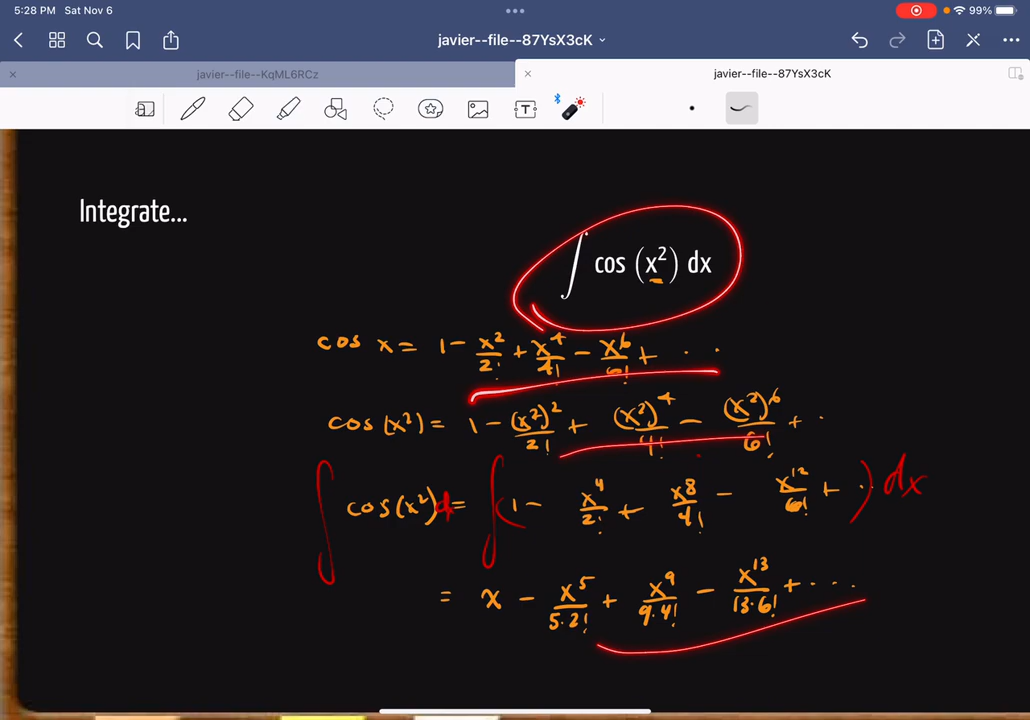 5:28 PM Sat Nov 6
99%
javier--file--87YsX3cK
javier--file--KqML6RCz
javier--file--87YsX3cK
T
Integrate...
∫ cos (x²) dx
cos x = 1 - x²/2! + x⁴/4! - x⁶/6! + ...
cos (x²) = 1 - (x²)²/2! + (x²)⁴/4! - (x²)⁶/6! + ..
∫ cos(x²) d = ∫ (1 - x⁴/2! + x⁸/4! - x¹²/6! + ..) dx
= x - x⁵/5·2! + x⁹/9·4! - x¹³/13·6! + ....